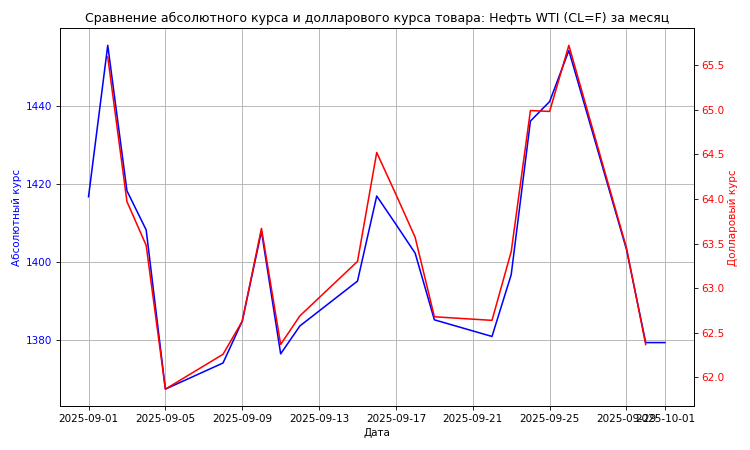 Сравнение абсолютного курса и долларового курса товара: Нефть WTI (CL=F) за месяц
Абсолютный курс
1440
1420
1400
1380
65.5
65.0
64.5
64.0
63.5
63.0
62.5
62.0
Долларовый курс
2025-09-01 2025-09-05 2025-09-09 2025-09-13 2025-09-17 2025-09-21 2025-09-25 2025-09-29 2025-10-01
Дата